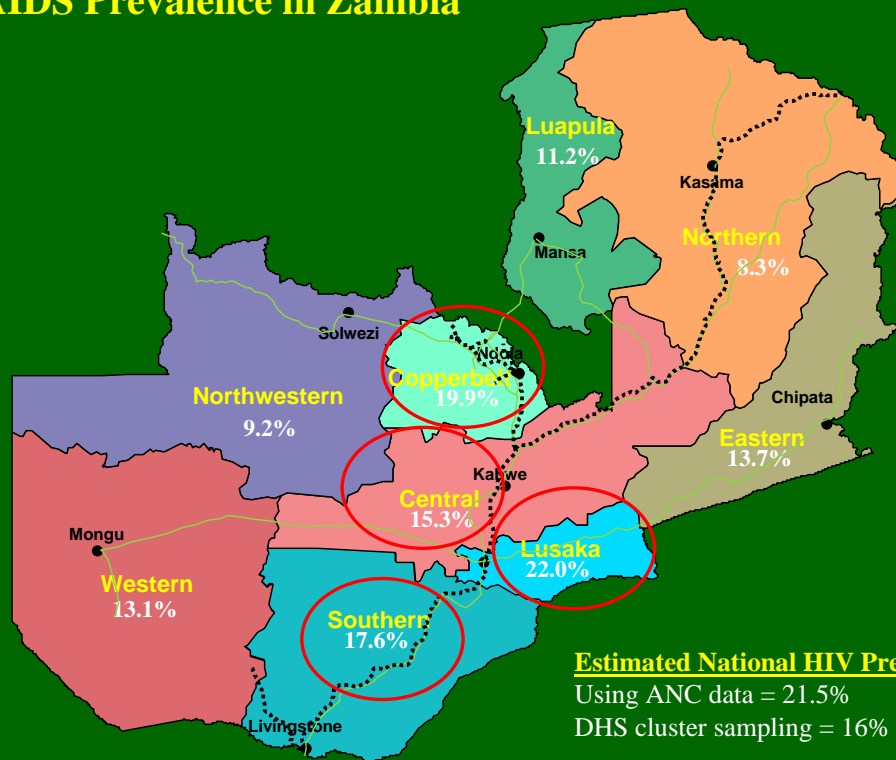 AIDS Prevalence in Zambia
Luapula
11.2%
Kasama
Northern
8.3%
Mansa
Solwezi
Ndola
Copperbelt
19.9%
Northwestern
9.2%
Chipata
Eastern
13.7%
Kabwe
Central
15.3%
Mongu
Lusaka
22.0%
Western
13.1%
Southern
17.6%
Livingstone
Estimated National HIV Pre
Using ANC data = 21.5%
DHS cluster sampling = 16%